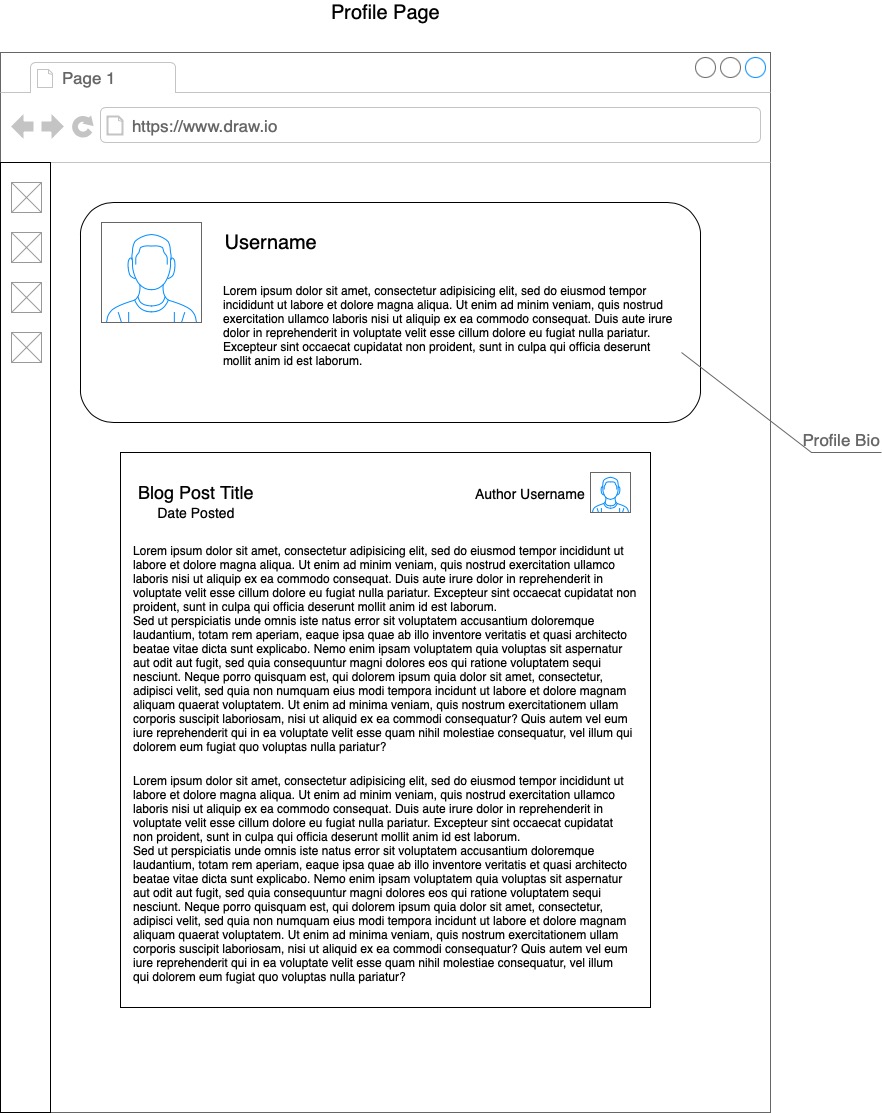 Profile Page
Page 1
https://www.draw.io
Username
Lorem ipsum dolor sit amet, consectetur adipisicing elit, sed do eiusmod tempor
incididunt ut labore et dolore magna aliqua. Ut enim ad minim veniam, quis nostrud
exercitation ullamco laboris nisi ut aliquip ex ea commodo consequat. Duis aute irure
dolor in reprehenderit in voluptate velit esse cillum dolore eu fugiat nulla pariatur.
Excepteur sint occaecat cupidatat non proident, sunt in culpa qui officia deserunt
mollit anim id est laborum.
Profile Bio
Blog Post Title
Author Username
Date Posted
Lorem ipsum dolor sit amet, consectetur adipisicing elit, sed do eiusmod tempor incididunt ut
labore et dolore magna aliqua. Ut enim ad minim veniam, quis nostrud exercitation ullamco
laboris nisi ut aliquip ex ea commodo consequat. Duis aute irure dolor in reprehenderit in
voluptate velit esse cillum dolore eu fugiat nulla pariatur. Excepteur sint occaecat cupidatat non
proident, sunt in culpa qui officia deserunt mollit anim id est laborum.
Sed ut perspiciatis unde omnis iste natus error sit voluptatem accusantium doloremque
laudantium, totam rem aperiam, eaque ipsa quae ab illo inventore veritatis et quasi architecto
beatae vitae dicta sunt explicabo. Nemo enim ipsam voluptatem quia voluptas sit aspernatur
aut odit aut fugit, sed quia consequuntur magni dolores eos qui ratione voluptatem sequi
nesciunt. Neque porro quisquam est, qui dolorem ipsum quia dolor sit amet, consectetur,
adipisci velit, sed quia non numquam eius modi tempora incidunt ut labore et dolore magnam
aliquam quaerat voluptatem. Ut enim ad minima veniam, quis nostrum exercitationem ullam
corporis suscipit laboriosam, nisi ut aliquid ex ea commodi consequatur? Quis autem vel eum
iure reprehenderit qui in ea voluptate velit esse quam nihil molestiae consequatur, vel illum qui
dolorem eum fugiat quo voluptas nulla pariatur?
Lorem ipsum dolor sit amet, consectetur adipisicing elit, sed do eiusmod tempor incididunt ut
labore et dolore magna aliqua. Ut enim ad minim veniam, quis nostrud exercitation ullamco
laboris nisi ut aliquip ex ea commodo consequat. Duis aute irure dolor in reprehenderit in
voluptate velit esse cillum dolore eu fugiat nulla pariatur. Excepteur sint occaecat cupidatat
non proident, sunt in culpa qui officia deserunt mollit anim id est laborum.
Sed ut perspiciatis unde omnis iste natus error sit voluptatem accusantium doloremque
laudantium, totam rem aperiam, eaque ipsa quae ab illo inventore veritatis et quasi architecto
beatae vitae dicta sunt explicabo. Nemo enim ipsam voluptatem quia voluptas sit aspernatur
aut odit aut fugit, sed quia consequuntur magni dolores eos qui ratione voluptatem sequi
nesciunt. Neque porro quisquam est, qui dolorem ipsum quia dolor sit amet, consectetur,
adipisci velit, sed quia non numquam eius modi tempora incidunt ut labore et dolore magnam
aliquam quaerat voluptatem. Ut enim ad minima veniam, quis nostrum exercitationem ullam
corporis suscipit laboriosam, nisi ut aliquid ex ea commodi consequatur? Quis autem vel eum
iure reprehenderit qui in ea voluptate velit esse quam nihil molestiae consequatur, vel illum
qui dolorem eum fugiat quo voluptas nulla pariatur?